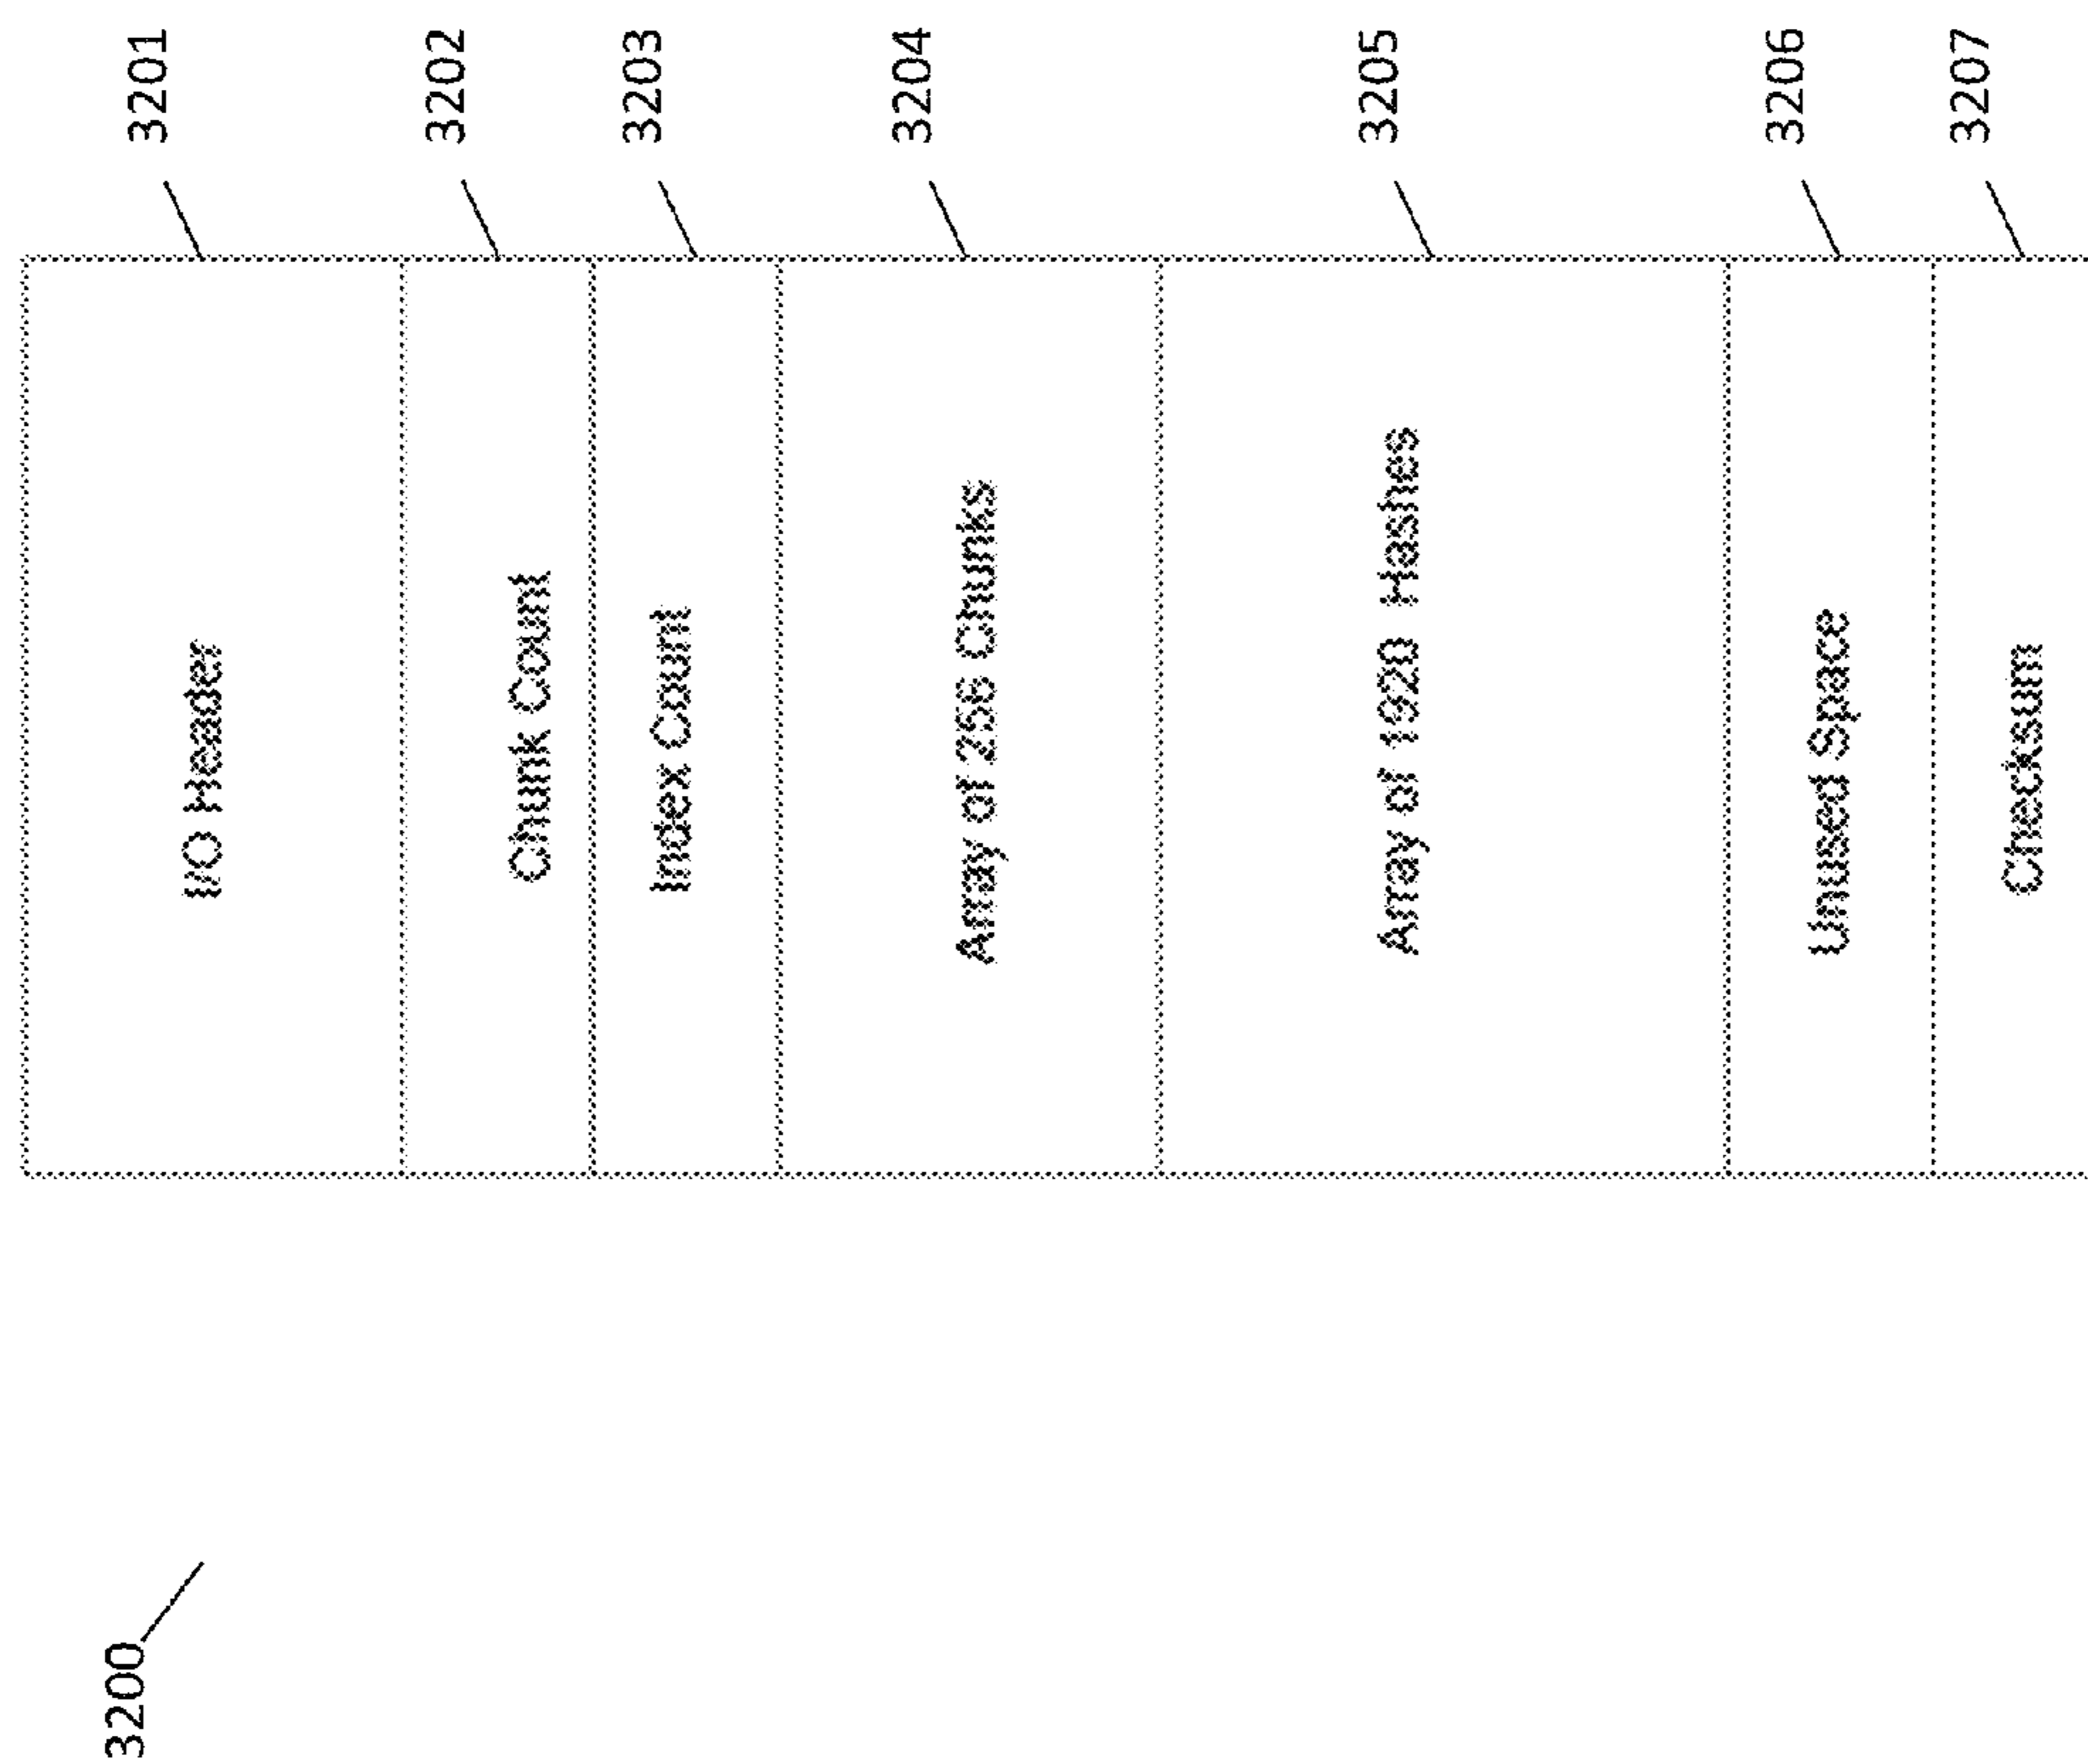 3200
I/O Header
3201
Chunk Count
3202
Index Count
3203
Array of 256 Chunks
3204
Array of 1920 Hashes
3205
Unused Space
3206
Checksum
3207